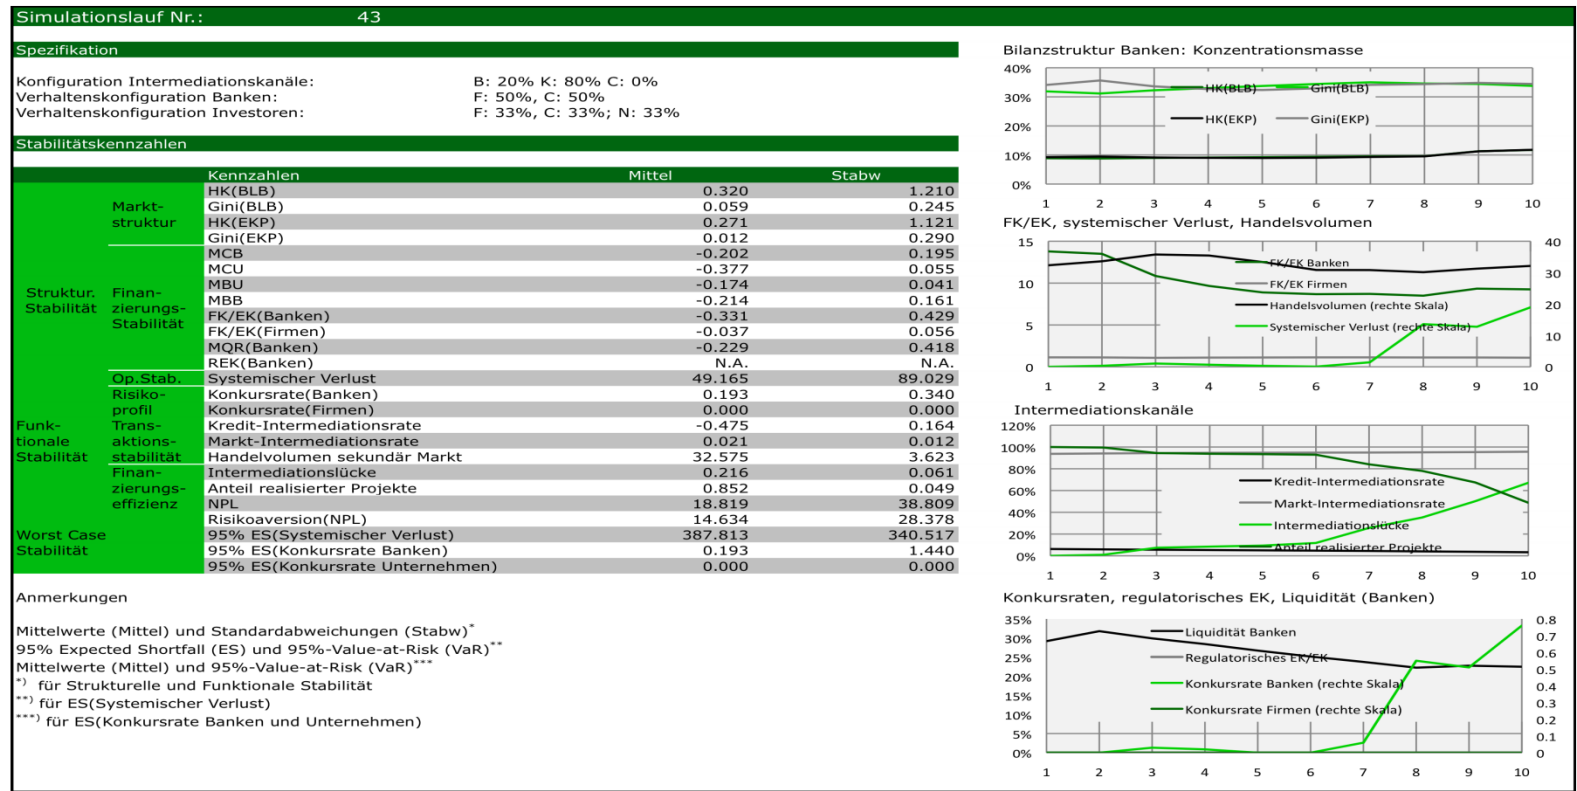 Simulationslauf Nr.: 43
Spezifikation
Konfiguration Intermediationskanäle: B: 20% K: 80% C: 0%
Verhaltenskonfiguration Banken: F: 50%, C: 50%
Verhaltenskonfiguration Investoren: F: 33%, C: 33%; N: 33%
Stabilitätskennzahlen
Kennzahlen Mittel Stabw
HK(BLB) 0.320 1.210
Markt- Gini(BLB) 0.059 0.245
struktur HK(EKP) 0.271 1.121
Gini(EKP) 0.012 0.290
MCB -0.202 0.195
MCU -0.377 0.055
MBU -0.174 0.041
Struktur. Finan- MBB -0.214 0.161
Stabilität zierungs- FK/EK(Banken) -0.331 0.429
Stabilität FK/EK(Firmen) -0.037 0.056
MQR(Banken) -0.229 0.418
REK(Banken) N.A. N.A.
Op.Stab. Systemischer Verlust 49.165 89.029
Risiko- Konkursrate(Banken) 0.193 0.340
profil Konkursrate(Firmen) 0.000 0.000
Funk- Trans- Kredit-Intermediationsrate -0.475 0.164
tionale aktions- Markt-Intermediationsrate 0.021 0.012
Stabilität stabilität Handelvolumen sekundär Markt 32.575 3.623
Finan- Intermediationslücke 0.216 0.061
zierungs- Anteil realisierter Projekte 0.852 0.049
effizienz NPL 18.819 38.809
Risikoaversion(NPL) 14.634 28.378
Worst Case 95% ES(Systemischer Verlust) 387.813 340.517
Stabilität 95% ES(Konkursrate Banken) 0.193 1.440
95% ES(Konkursrate Unternehmen) 0.000 0.000
Anmerkungen
Mittelwerte (Mittel) und Standardabweichungen (Stabw)*
95% Expected Shortfall (ES) und 95%-Value-at-Risk (VaR)**
Mittelwerte (Mittel) und 95%-Value-at-Risk (VaR)***
*) für Strukturelle und Funktionale Stabilität
**) für ES(Systemischer Verlust)
***) für ES(Konkursrate Banken und Unternehmen)
Bilanzstruktur Banken: Konzentrationsmasse
40%
30%
20%
10%
0%
HK(BLB) Gini(BLB)
HK(EKP) Gini(EKP)
1 2 3 4 5 6 7 8 9 10
FK/EK, systemischer Verlust, Handelsvolumen
15
10
5
0
FK/EK Banken
FK/EK Firmen
Handelsvolumen (rechte Skala)
Systemischer Verlust (rechte Skala)
40
30
20
10
0
1 2 3 4 5 6 7 8 9 10
Intermediationskanäle
120%
100%
80%
60%
40%
20%
0%
Kredit-Intermediationsrate
Markt-Intermediationsrate
Intermediationslücke
Anteil realisierte Projekte
1 2 3 4 5 6 7 8 9 10
Konkursraten, regulatorisches EK, Liquidität (Banken)
35%
30%
25%
20%
15%
10%
5%
0%
Liquidität Banken
Regulatorisches EK/EK
Konkursrate Banken (rechte Skala)
Konkursrate Firmen (rechte Skala)
0.8
0.7
0.6
0.5
0.4
0.3
0.2
0.1
0
1 2 3 4 5 6 7 8 9 10